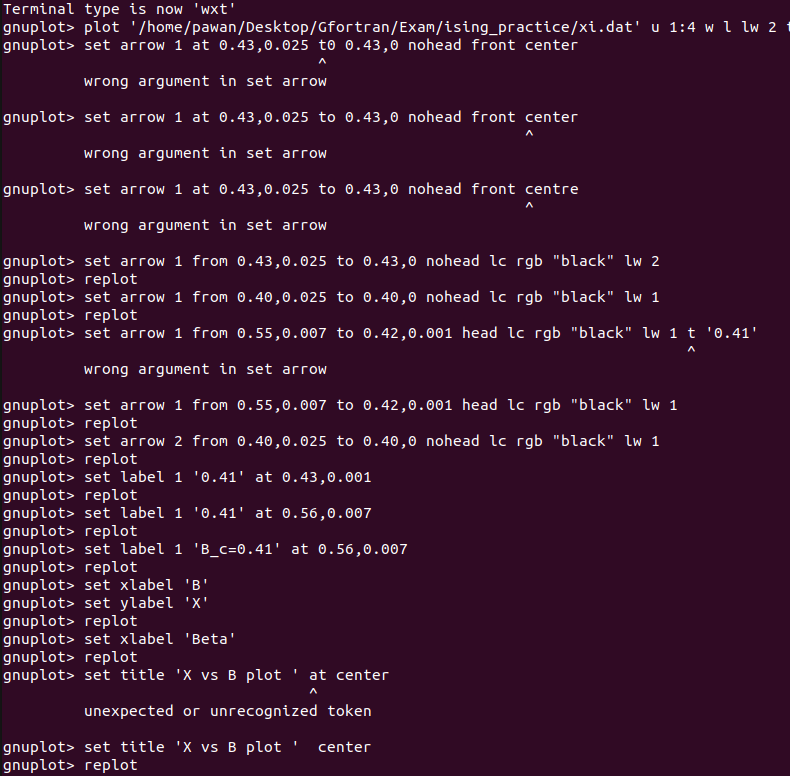 Terminal type is now 'wxt'
gnuplot> plot '/home/pawan/Desktop/Gfortran/Exam/ising_practice/xi.dat' u 1:4 w l lw 2
gnuplot> set arrow 1 at 0.43,0.025 t0 0.43,0 nohead front center
^
wrong argument in set arrow
gnuplot> set arrow 1 at 0.43,0.025 to 0.43,0 nohead front center
^
wrong argument in set arrow
gnuplot> set arrow 1 at 0.43,0.025 to 0.43,0 nohead front centre
^
wrong argument in set arrow
gnuplot> set arrow 1 from 0.43,0.025 to 0.43,0 nohead lc rgb "black" lw 2
gnuplot> replot
gnuplot> set arrow 1 from 0.40,0.025 to 0.40,0 nohead lc rgb "black" lw 1
gnuplot> replot
gnuplot> set arrow 1 from 0.55,0.007 to 0.42,0.001 head lc rgb "black" lw 1 t '0.41'
^
wrong argument in set arrow
gnuplot> set arrow 1 from 0.55,0.007 to 0.42,0.001 head lc rgb "black" lw 1
gnuplot> replot
gnuplot> set arrow 2 from 0.40,0.025 to 0.40,0 nohead lc rgb "black" lw 1
gnuplot> replot
gnuplot> set label 1 '0.41' at 0.43,0.001
gnuplot> replot
gnuplot> set label 1 '0.41' at 0.56,0.007
gnuplot> replot
gnuplot> set label 1 'B_c=0.41' at 0.56,0.007
gnuplot> replot
gnuplot> set xlabel 'B'
gnuplot> set ylabel 'X'
gnuplot> replot
gnuplot> set xlabel 'Beta'
gnuplot> replot
gnuplot> set title 'X vs B plot ' at center
^
unexpected or unrecognized token
gnuplot> set title 'X vs B plot '  center
gnuplot> replot